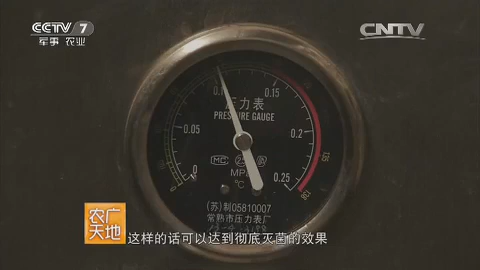 CCTV 7
军事 农业
CNTV
0.1
0.15
0.05
0.2
0
0.25
压力表
PRESSURE GAUGE
MC
MPa
℃
(苏)制05810007
常熟市压力表厂
农广
天地
这样的话可以达到彻底灭菌的效果